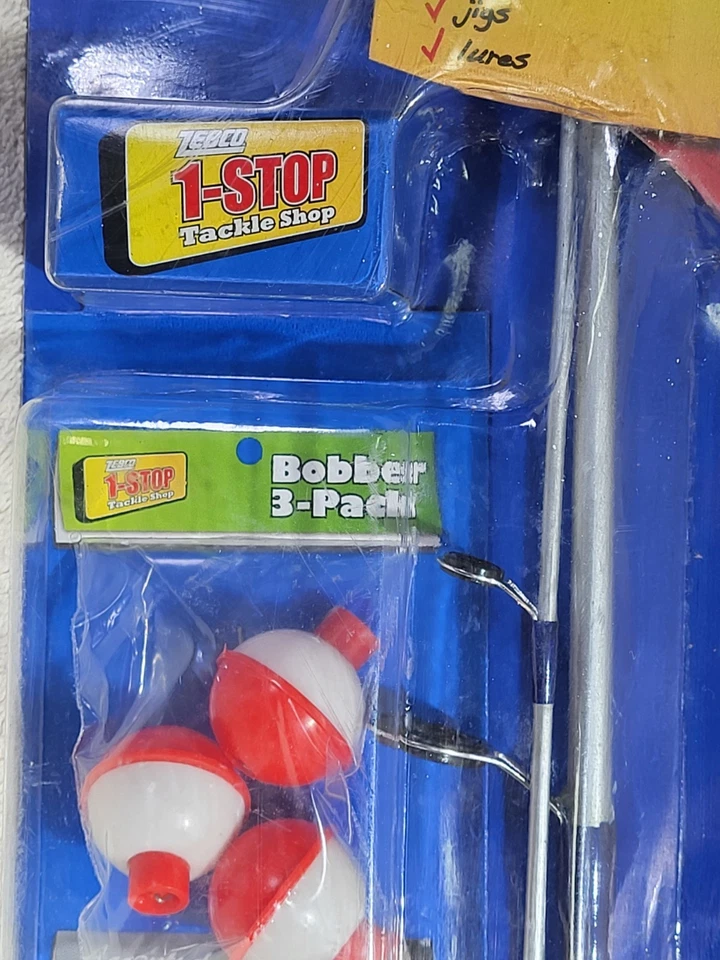 jigs
lures
ZEBCO
1-STOP
Tackle Shop
ZEBCO
1-STOP
Tackle Shop
Bobber
3-Pack